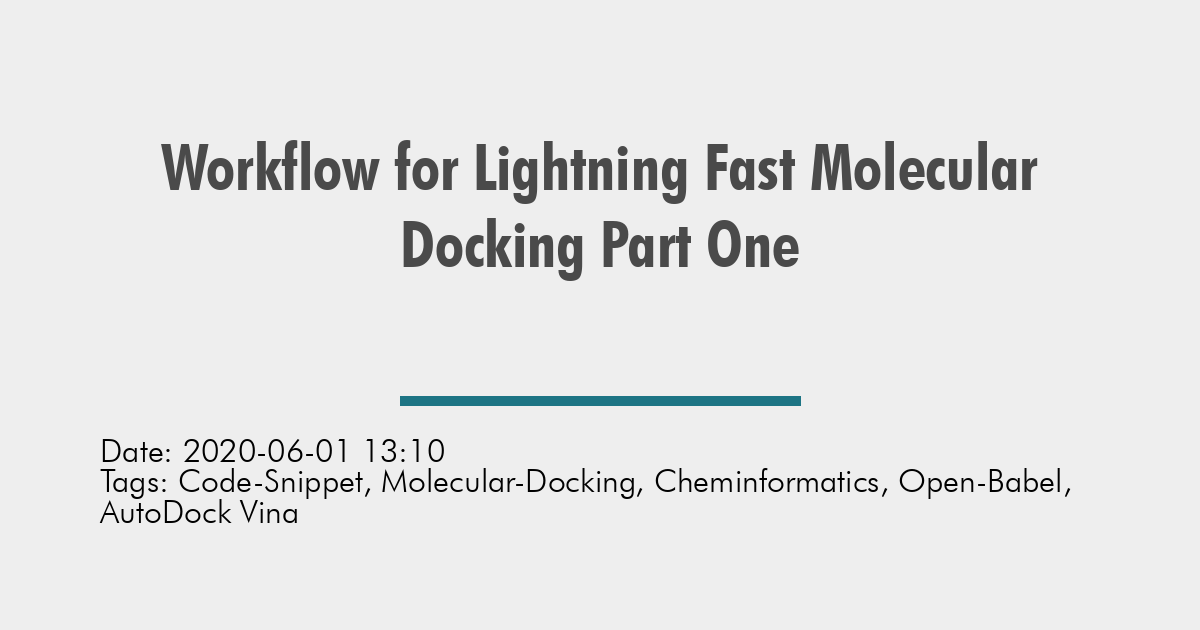 Workflow for Lightning Fast Molecular
Docking Part One
Date: 2020-06-01 13:10
Tags: Code-Snippet, Molecular-Docking, Cheminformatics, Open-Babel,
AutoDock Vina